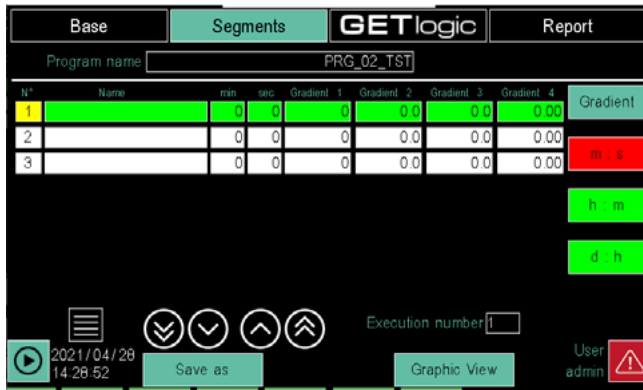 Base Segments GETlogic Report
Program name PRG_02_TST
N° Name min sec Gradient 1 Gradient 2 Gradient 3 Gradient 4 Gradient
1 0 0 0 0.0 0.0 0.00
2 0 0 0 0.0 0.0 0.00
3 0 0 0 0.0 0.0 0.00
m : s
h : m
d : h
Execution number 1
2021/04/28
14:28:52
Save as Graphic View
User
admin